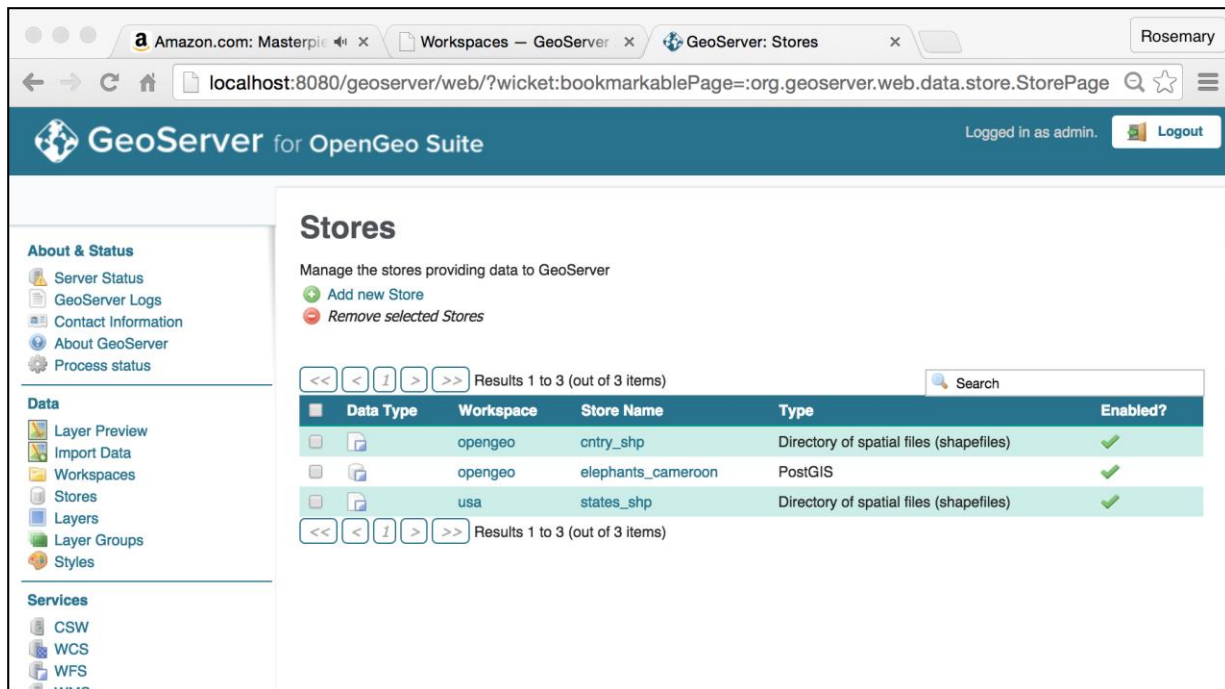 Amazon.com: Masterpie
Workspaces — GeoServer
GeoServer: Stores
Rosemary
localhost:8080/geoserver/web/?wicket:bookmarkablePage=:org.geoserver.web.data.store.StorePage
GeoServer for OpenGeo Suite
Logged in as admin.
Logout
About & Status
Server Status
GeoServer Logs
Contact Information
About GeoServer
Process status
Data
Layer Preview
Import Data
Workspaces
Stores
Layers
Layer Groups
Styles
Services
CSW
WCS
WFS
WMS
Stores
Manage the stores providing data to GeoServer
Add new Store
Remove selected Stores
<< < 1 > >> Results 1 to 3 (out of 3 items)
Search
Data Type Workspace Store Name Type Enabled?
opengeo cntry_shp Directory of spatial files (shapefiles)
opengeo elephants_cameroon PostGIS
usa states_shp Directory of spatial files (shapefiles)
<< < 1 > >> Results 1 to 3 (out of 3 items)